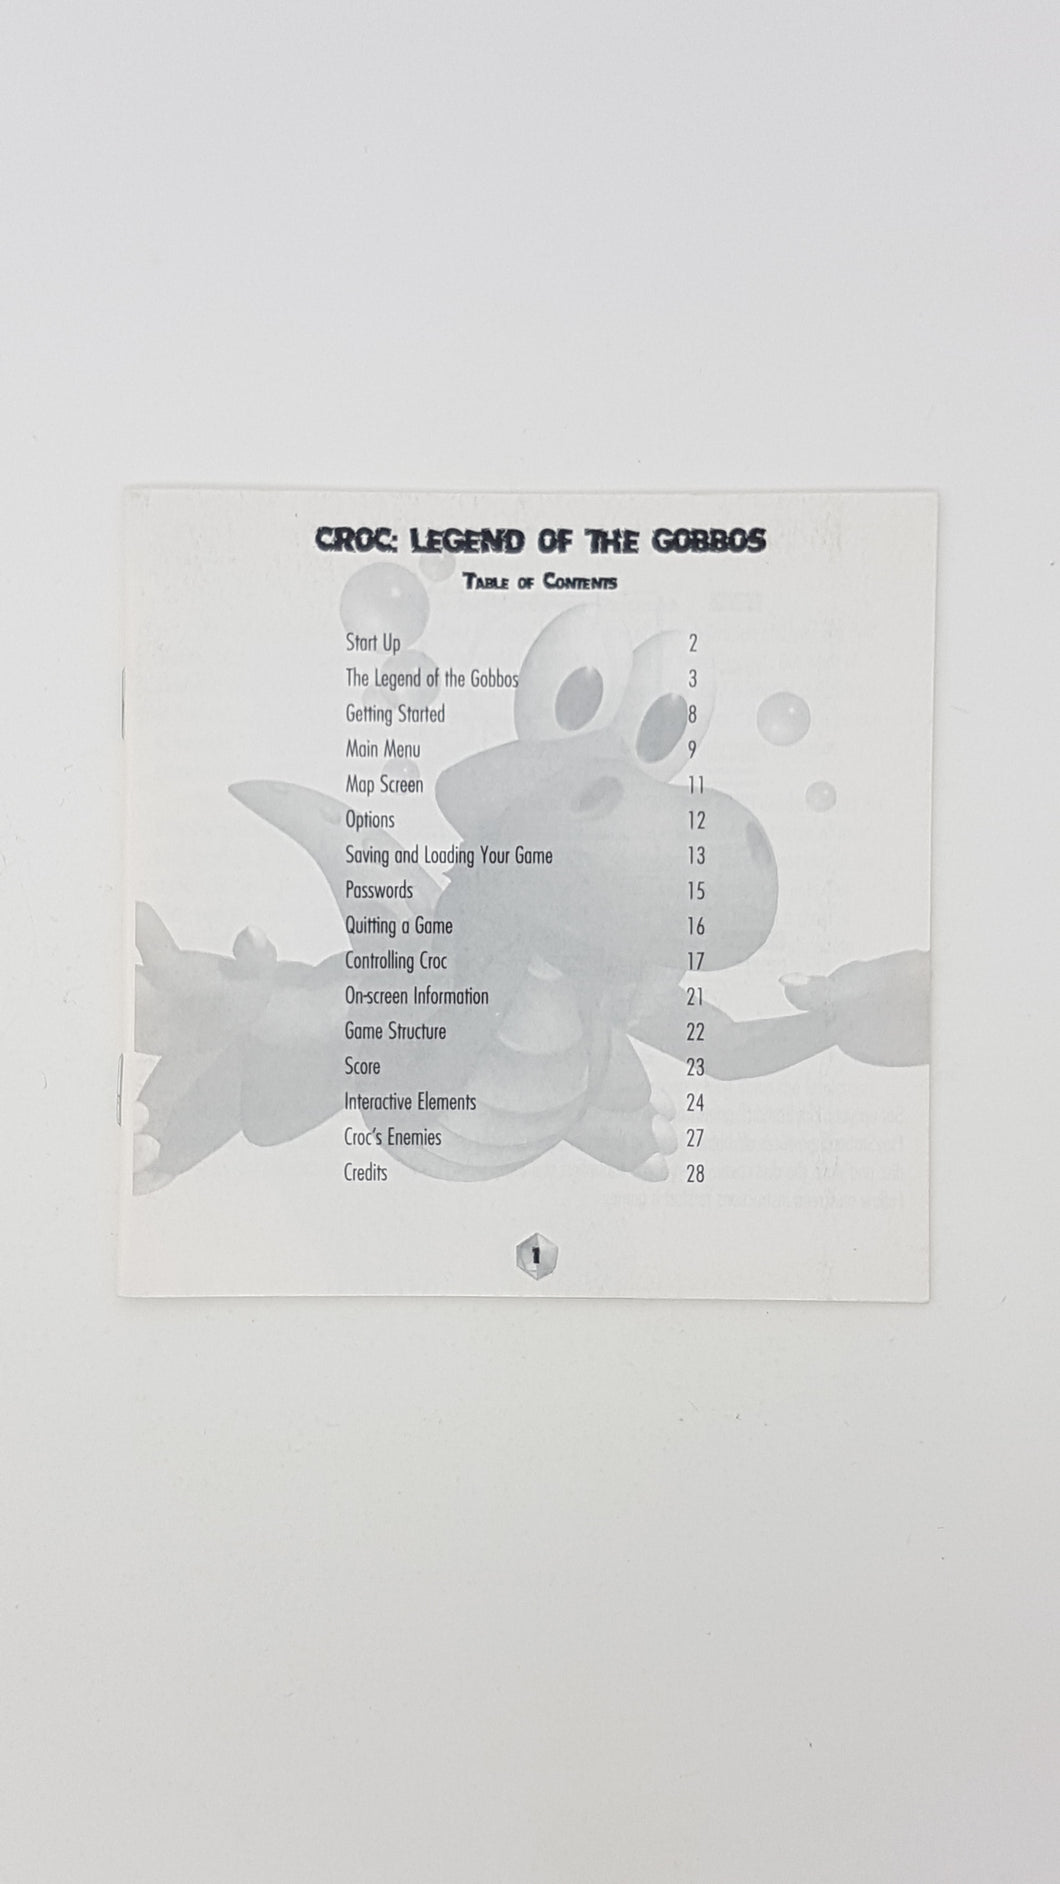 CROC: LEGEND OF THE GOBBOS
TABLE OF CONTENTS
Start Up 2
The Legend of the Gobbos 3
Getting Started 8
Main Menu 9
Map Screen 11
Options 12
Saving and Loading Your Game 13
Passwords 15
Quitting a Game 16
Controlling Croc 17
On-screen Information 21
Game Structure 22
Score 23
Interactive Elements 24
Croc's Enemies 27
Credits 28
1